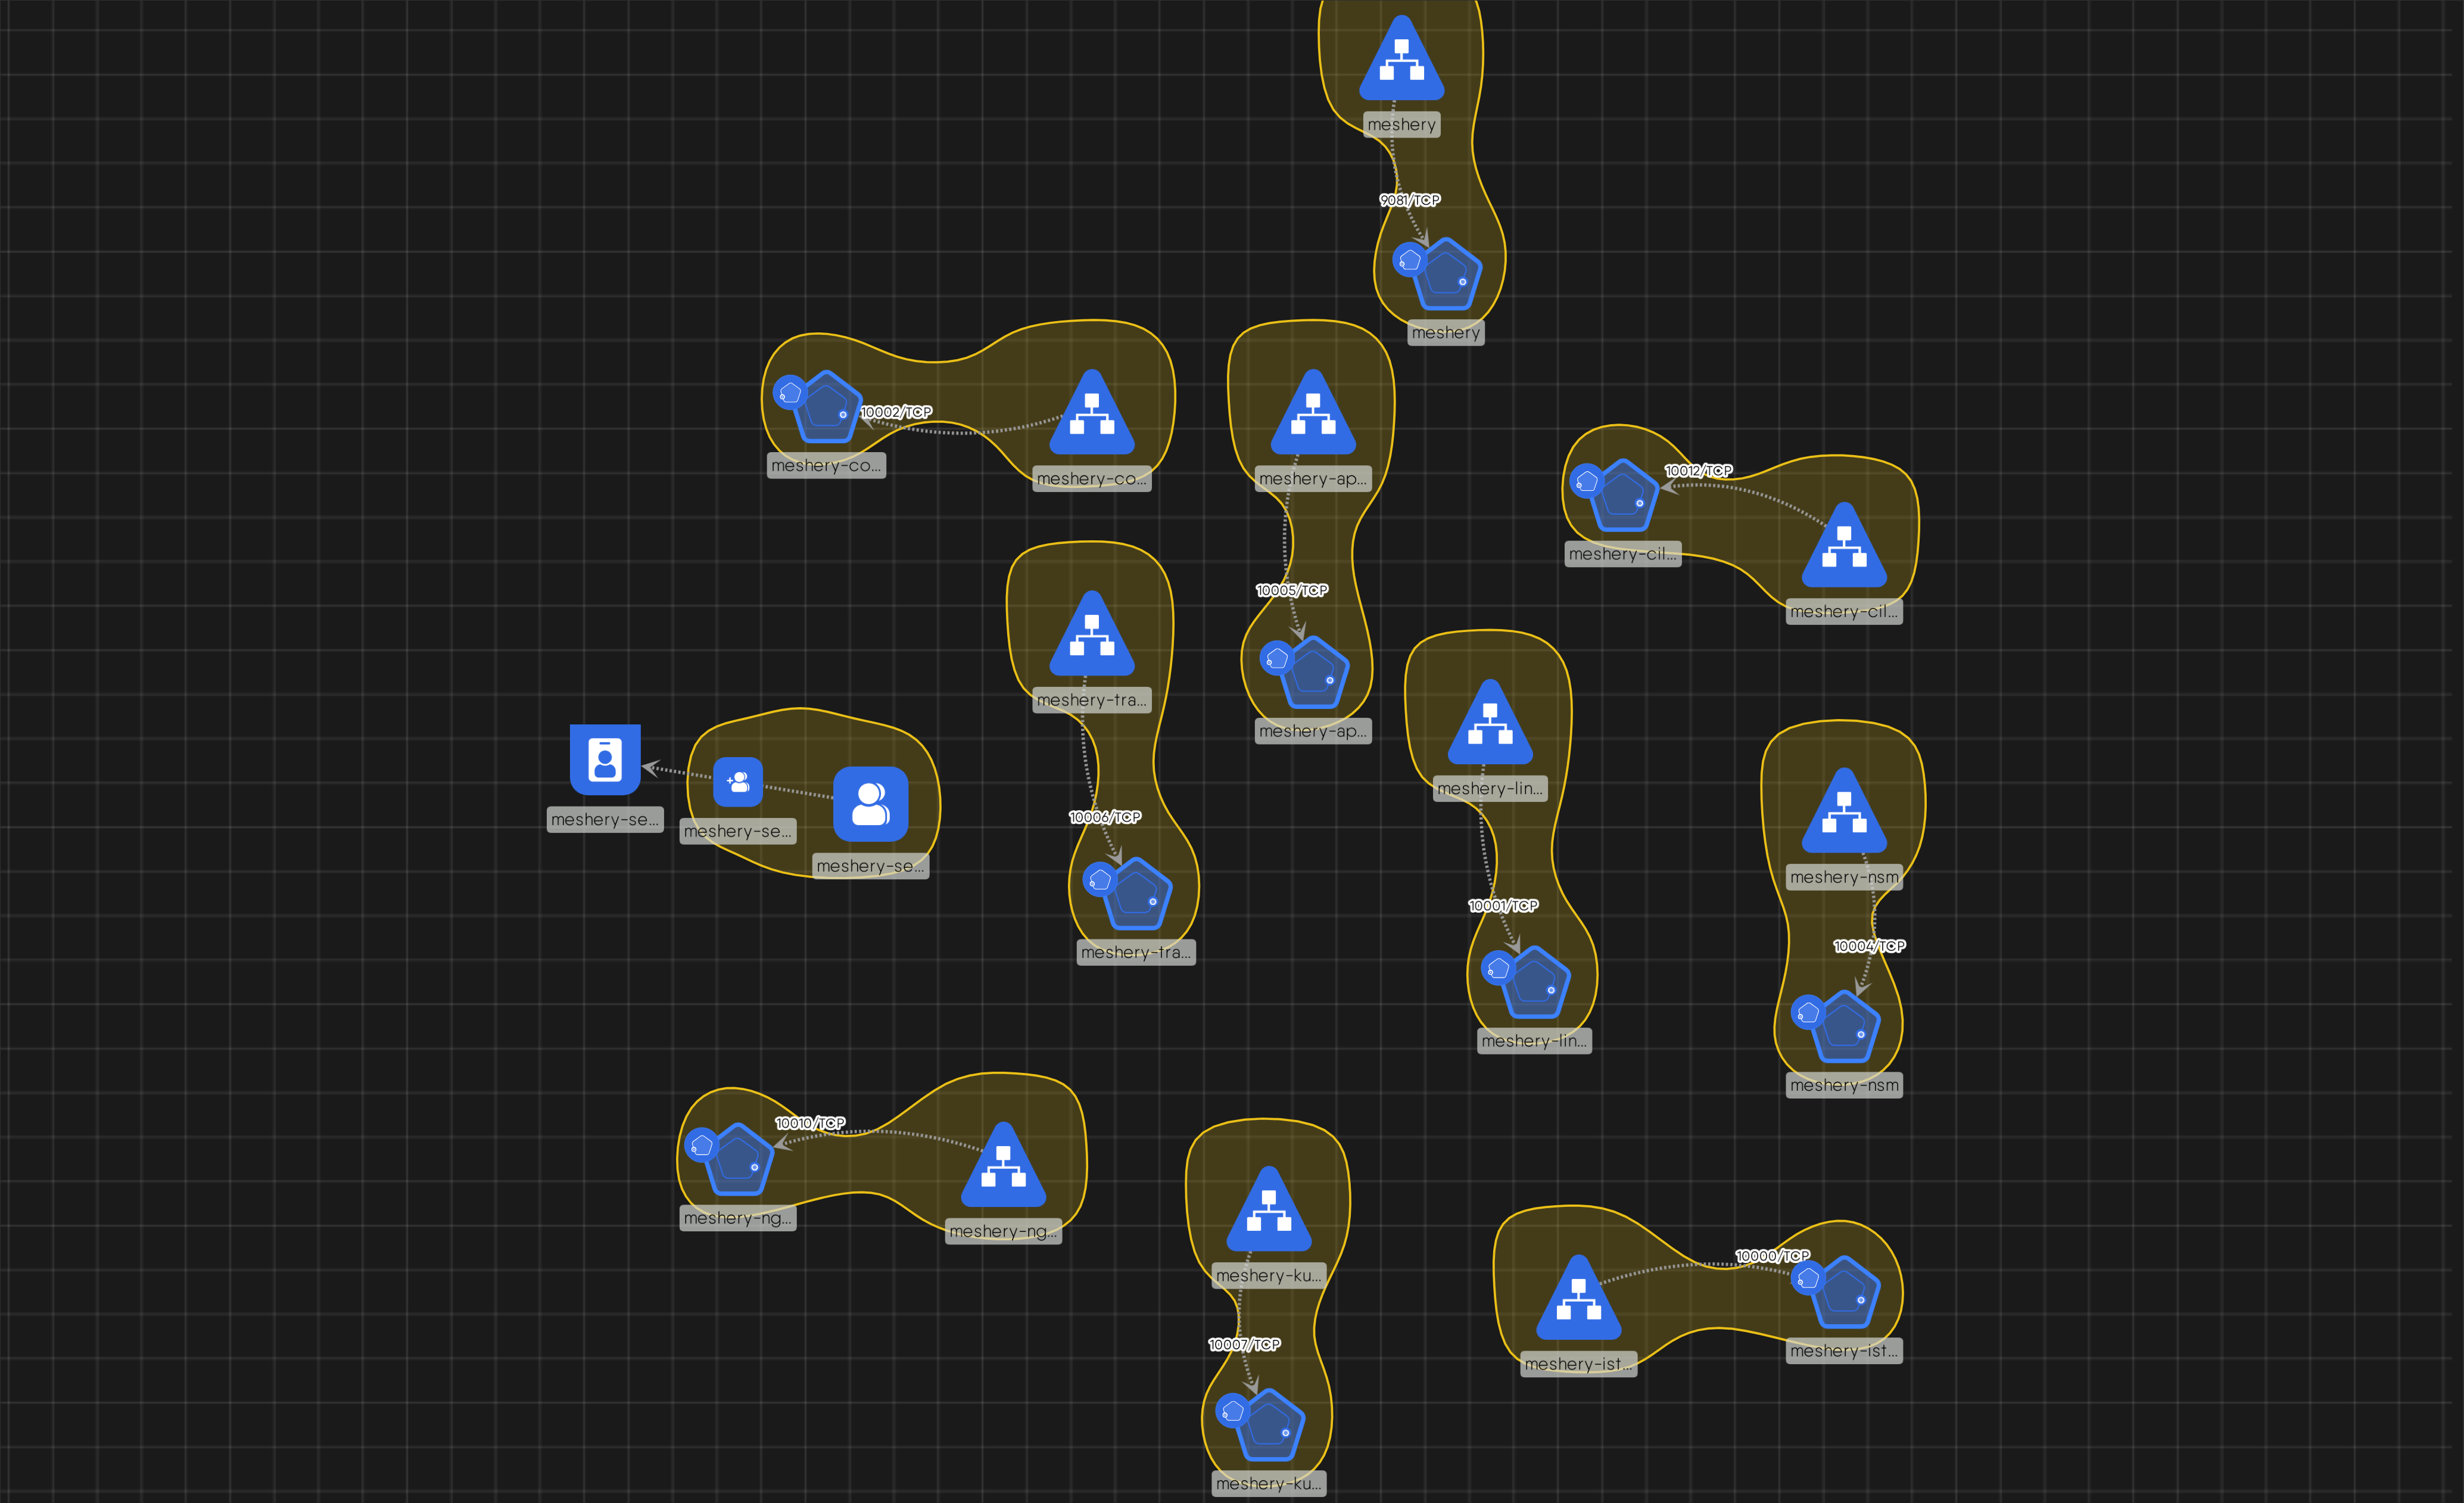 meshery
9081/TCP
meshery
10002/TCP
meshery-co...
meshery-co...
meshery-ap...
10005/TCP
meshery-ap...
10012/TCP
meshery-cil...
meshery-cil...
meshery-tra...
10006/TCP
meshery-tra...
meshery-se...
meshery-se...
meshery-se...
meshery-lin...
10001/TCP
meshery-lin...
meshery-nsm
10004/TCP
meshery-nsm
10010/TCP
meshery-ng...
meshery-ng...
meshery-ku...
10007/TCP
meshery-ku...
10000/TCP
meshery-ist...
meshery-ist...